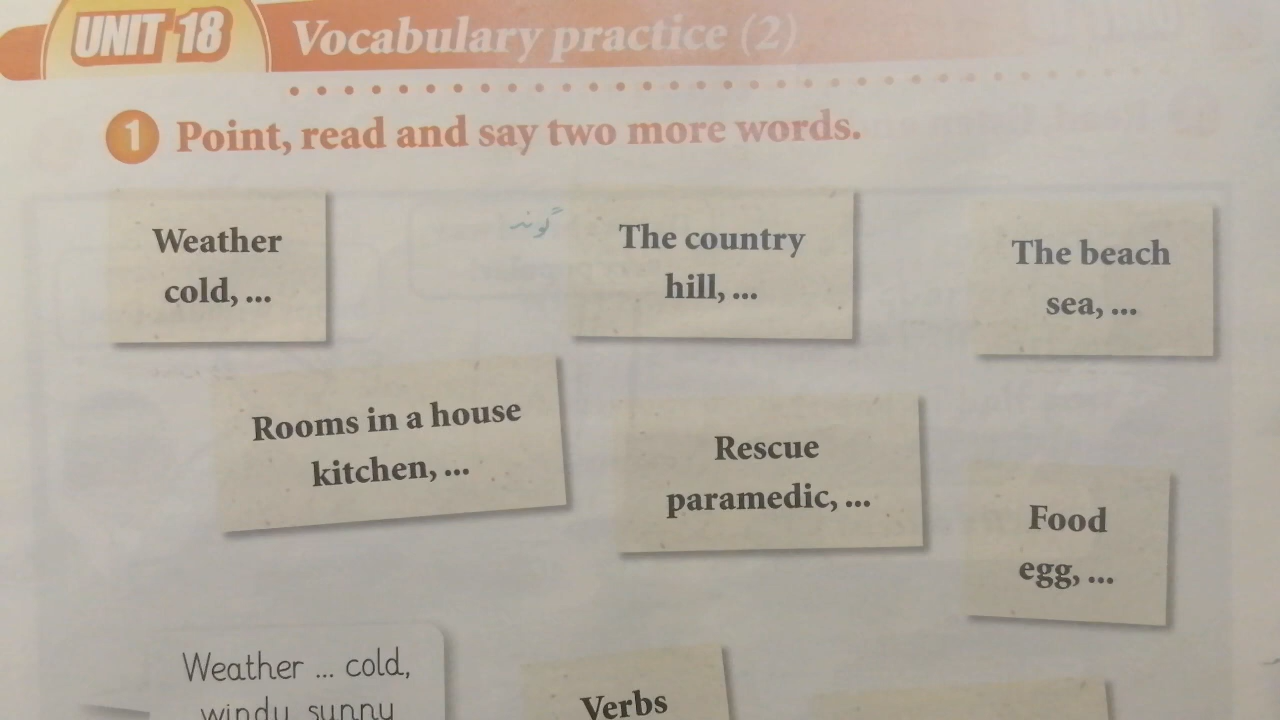 UNIT 18
Vocabulary practice (2)
1 Point, read and say two more words.
Weather
cold, ...
گونه
The country
hill, ...
The beach
sea, ...
Rooms in a house
kitchen, ...
Rescue
paramedic, ...
Food
egg, ...
Weather ... cold,
windy, sunny
Verbs